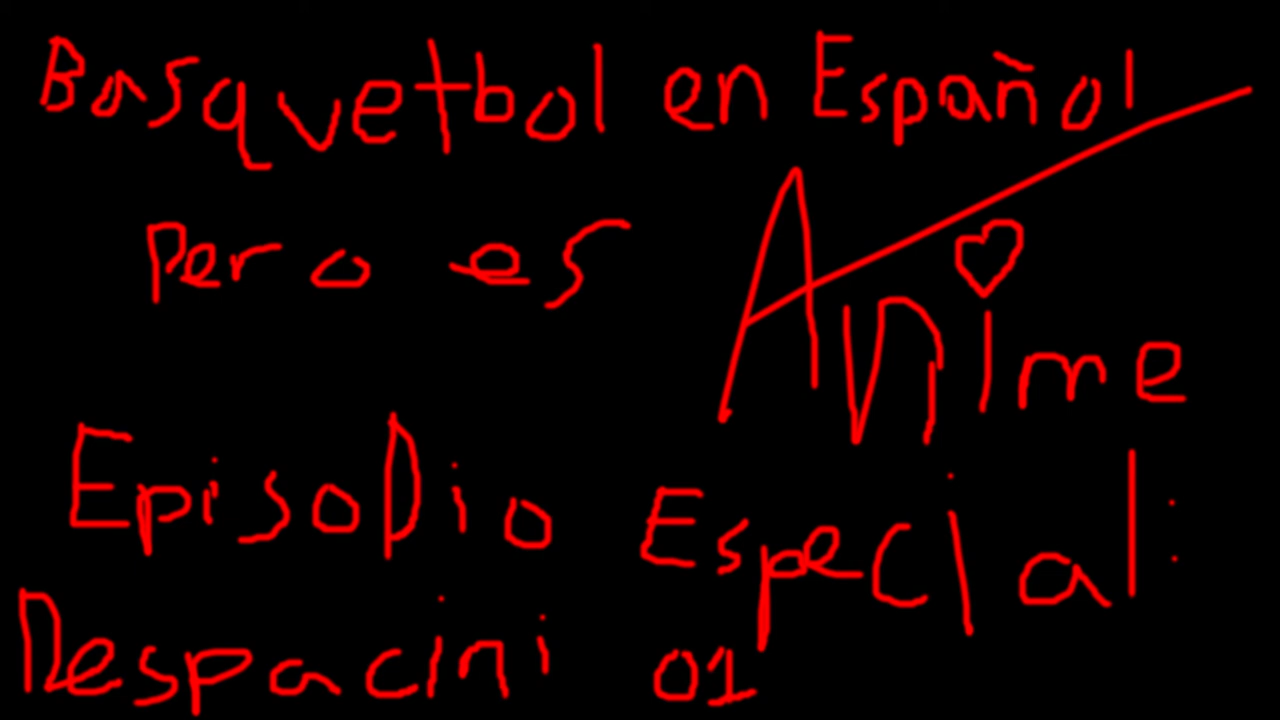 Basquetbol en Español
Pero es Anime
EpisoDio Especial:
Despacini 01